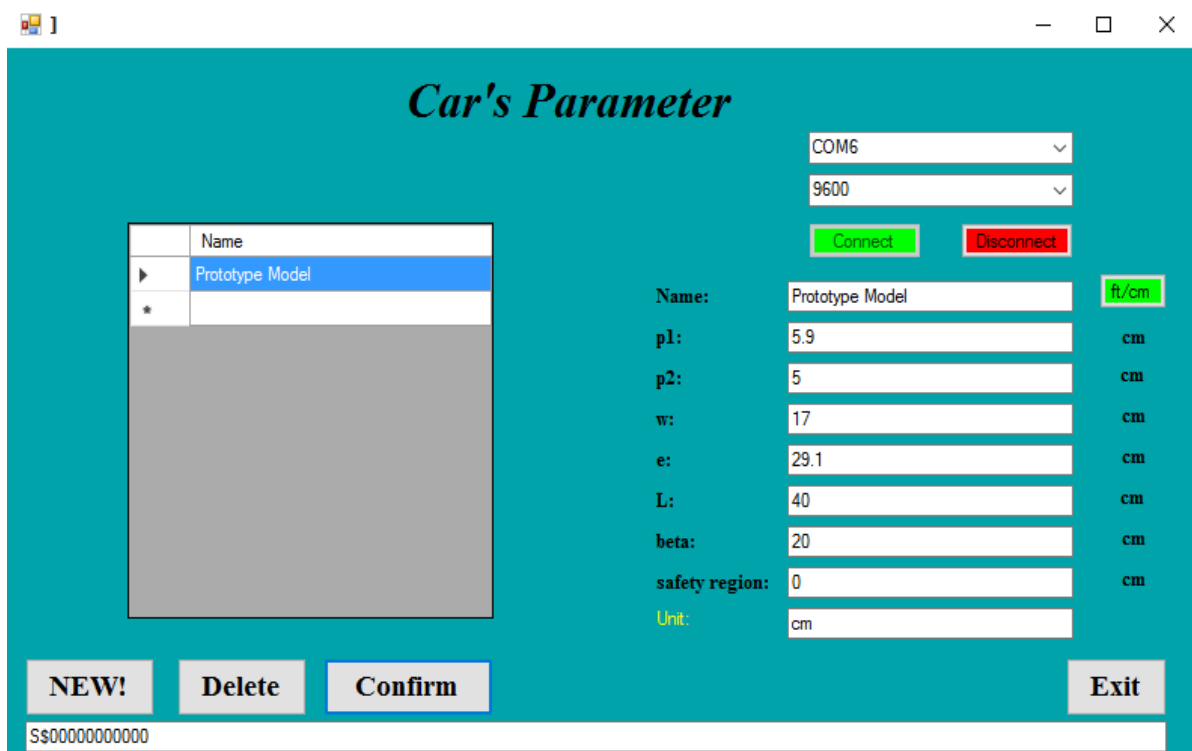 ]
Car's Parameter
COM6
9600
Connect Disconnect
Name
Prototype Model
Name: Prototype Model ft/cm
p1: 5.9 cm
p2: 5 cm
w: 17 cm
e: 29.1 cm
L: 40 cm
beta: 20 cm
safety region: 0 cm
Unit: cm
NEW! Delete Confirm Exit
S$00000000000